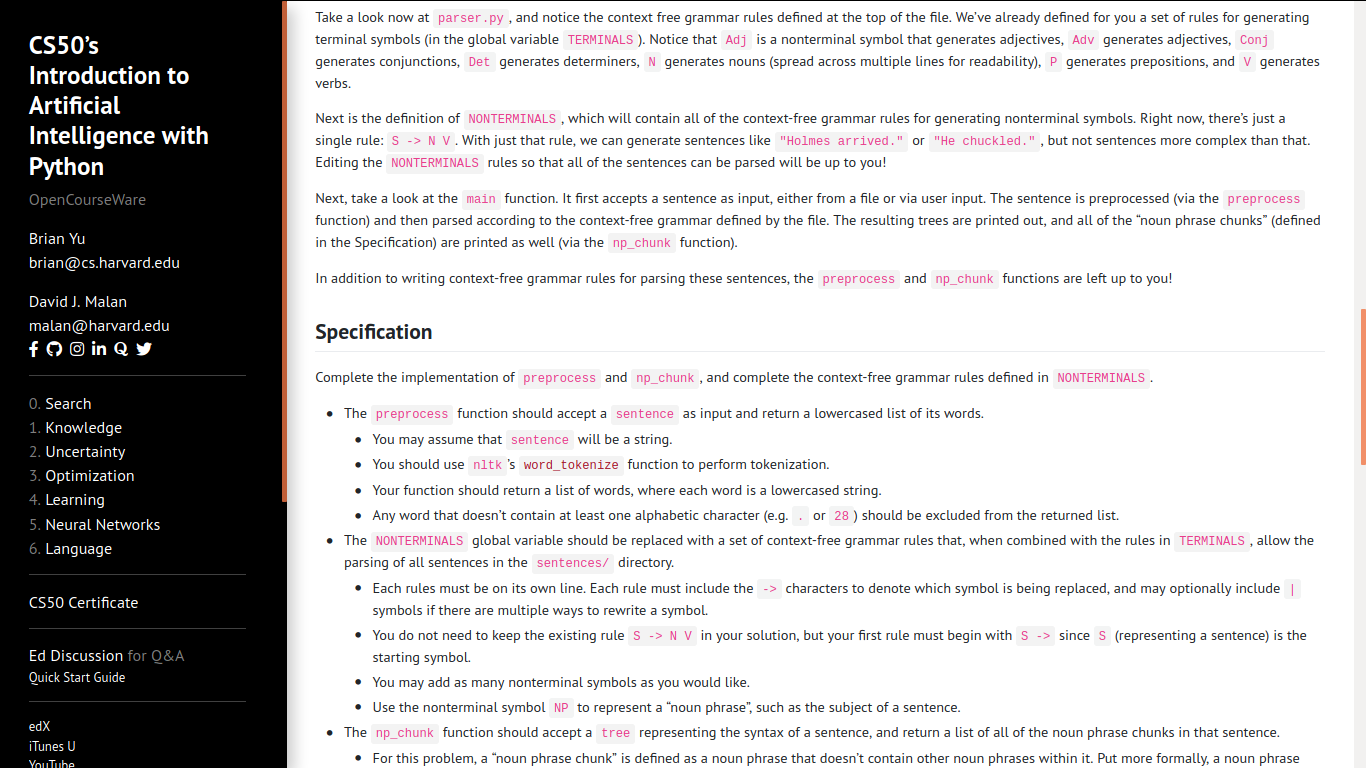 CS50’s
Introduction to
Artificial
Intelligence with
Python
OpenCourseWare
Brian Yu
brian@cs.harvard.edu
David J. Malan
malan@harvard.edu
0. Search
1. Knowledge
2. Uncertainty
3. Optimization
4. Learning
5. Neural Networks
6. Language
CS50 Certificate
Ed Discussion for Q&A
Quick Start Guide
edX
iTunes U
YouTube
Take a look now at parser.py, and notice the context free grammar rules defined at the top of the file. We’ve already defined for you a set of rules for generating
terminal symbols (in the global variable TERMINALS). Notice that Adj is a nonterminal symbol that generates adjectives, Adv generates adjectives, Conj
generates conjunctions, Det generates determiners, N generates nouns (spread across multiple lines for readability), P generates prepositions, and V generates
verbs.
Next is the definition of NONTERMINALS, which will contain all of the context-free grammar rules for generating nonterminal symbols. Right now, there’s just a
single rule: S -> N V. With just that rule, we can generate sentences like "Holmes arrived." or "He chuckled.", but not sentences more complex than that.
Editing the NONTERMINALS rules so that all of the sentences can be parsed will be up to you!
Next, take a look at the main function. It first accepts a sentence as input, either from a file or via user input. The sentence is preprocessed (via the preprocess
function) and then parsed according to the context-free grammar defined by the file. The resulting trees are printed out, and all of the “noun phrase chunks” (defined
in the Specification) are printed as well (via the np_chunk function).
In addition to writing context-free grammar rules for parsing these sentences, the preprocess and np_chunk functions are left up to you!
Specification
Complete the implementation of preprocess and np_chunk, and complete the context-free grammar rules defined in NONTERMINALS.
• The preprocess function should accept a sentence as input and return a lowercased list of its words.
• You may assume that sentence will be a string.
• You should use nltk’s word_tokenize function to perform tokenization.
• Your function should return a list of words, where each word is a lowercased string.
• Any word that doesn’t contain at least one alphabetic character (e.g. . or 28) should be excluded from the returned list.
• The NONTERMINALS global variable should be replaced with a set of context-free grammar rules that, when combined with the rules in TERMINALS, allow the
parsing of all sentences in the sentences/ directory.
• Each rules must be on its own line. Each rule must include the -> characters to denote which symbol is being replaced, and may optionally include |
symbols if there are multiple ways to rewrite a symbol.
• You do not need to keep the existing rule S -> N V in your solution, but your first rule must begin with S -> since S (representing a sentence) is the
starting symbol.
• You may add as many nonterminal symbols as you would like.
• Use the nonterminal symbol NP to represent a “noun phrase”, such as the subject of a sentence.
• The np_chunk function should accept a tree representing the syntax of a sentence, and return a list of all of the noun phrase chunks in that sentence.
• For this problem, a “noun phrase chunk” is defined as a noun phrase that doesn’t contain other noun phrases within it. Put more formally, a noun phrase